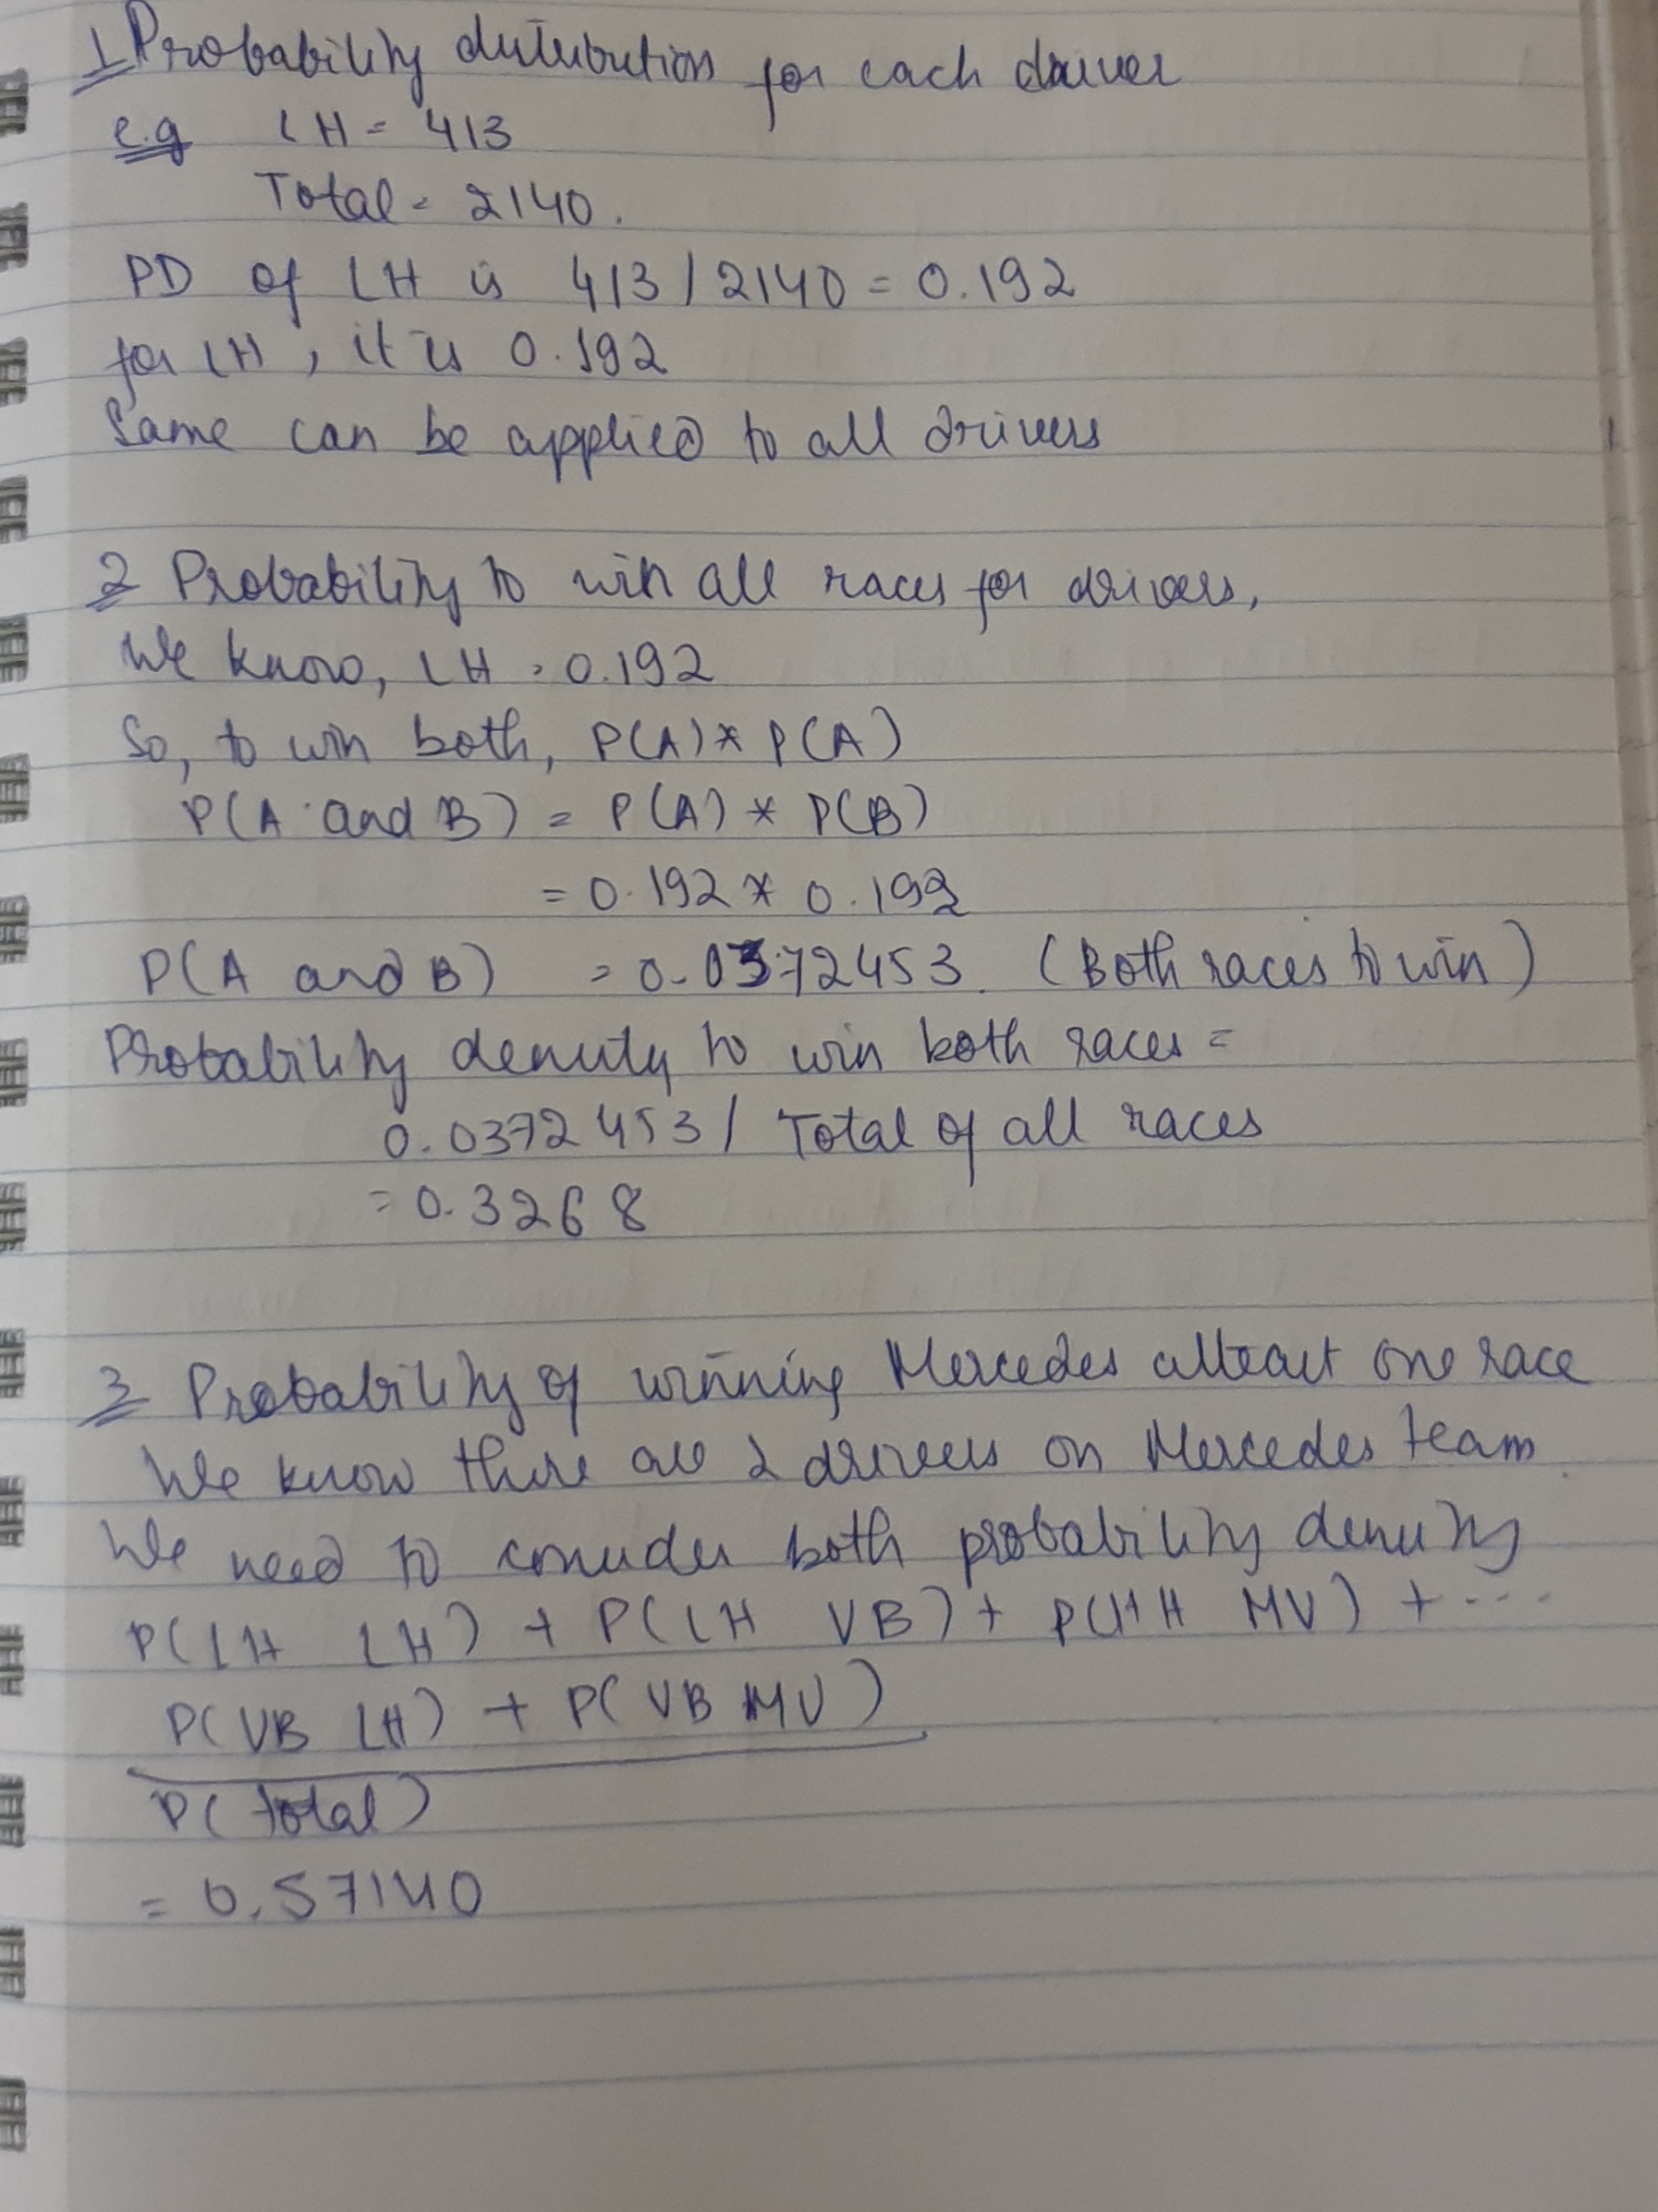 1 Probability distribution for each driver
e.g LH = 413
Total = 2140.
PD of LH is 413 / 2140 = 0.192
for LH, it is 0.192
Same can be applied to all drivers
2 Probability to win all races for drivers,
We know, LH = 0.192
So, to win both, P(A) * P(A)
P(A and B) = P(A) * P(B)
= 0.192 * 0.192
P(A and B) = 0.0372453. (Both races to win)
Probability density to win both races =
0.0372453 / Total of all races
= 0.3268
3 Probability of winning Mercedes atleast one race
We know there are 2 drivers on Mercedes team
We need to consider both probability density
P(LH LH) + P(LH VB) + P(LH MV) + ...
P(VB LH) + P(VB MV)
P(total)
= 0.57140